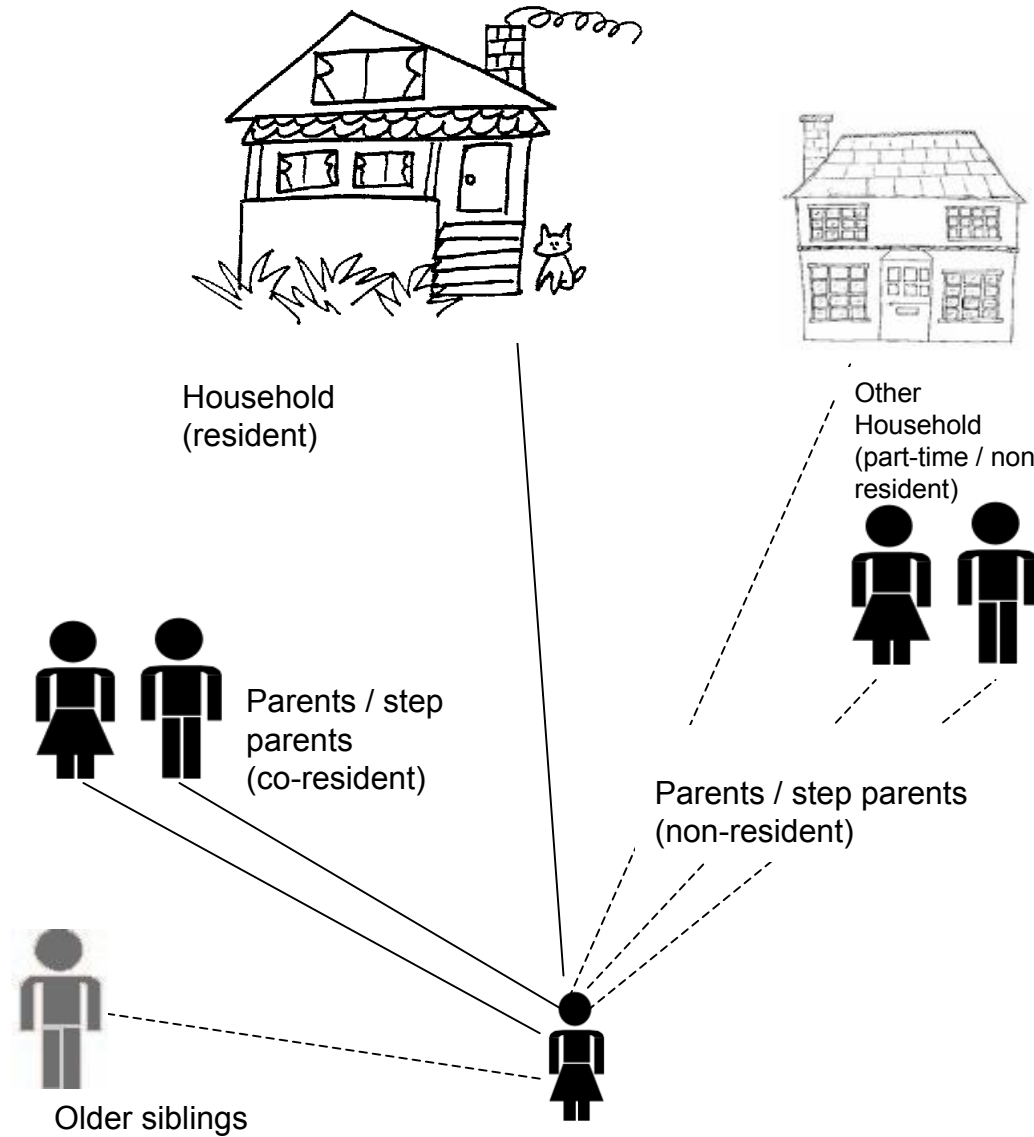 Household
(resident)
Other
Household
(part-time / non
resident)
Parents / step
parents
(co-resident)
Parents / step parents
(non-resident)
Older siblings